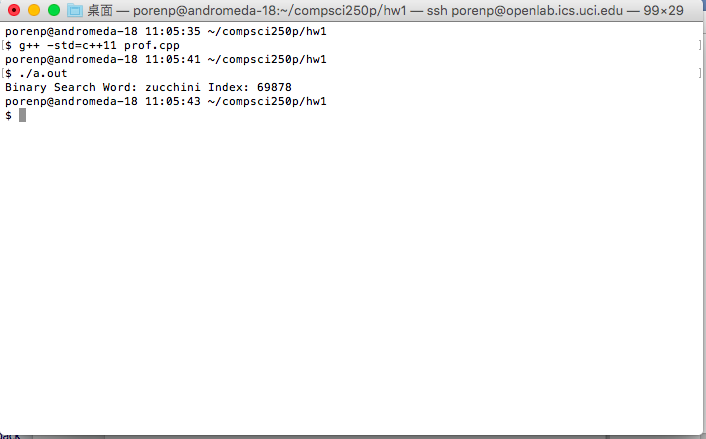 桌面 — porenp@andromeda-18:~/compsci250p/hw1 — ssh porenp@openlab.ics.uci.edu — 99×29
porenp@andromeda-18 11:05:35 ~/compsci250p/hw1
[$ g++ -std=c++11 prof.cpp ]
porenp@andromeda-18 11:05:41 ~/compsci250p/hw1
[$ ./a.out ]
Binary Search Word: zucchini Index: 69878
porenp@andromeda-18 11:05:43 ~/compsci250p/hw1
$